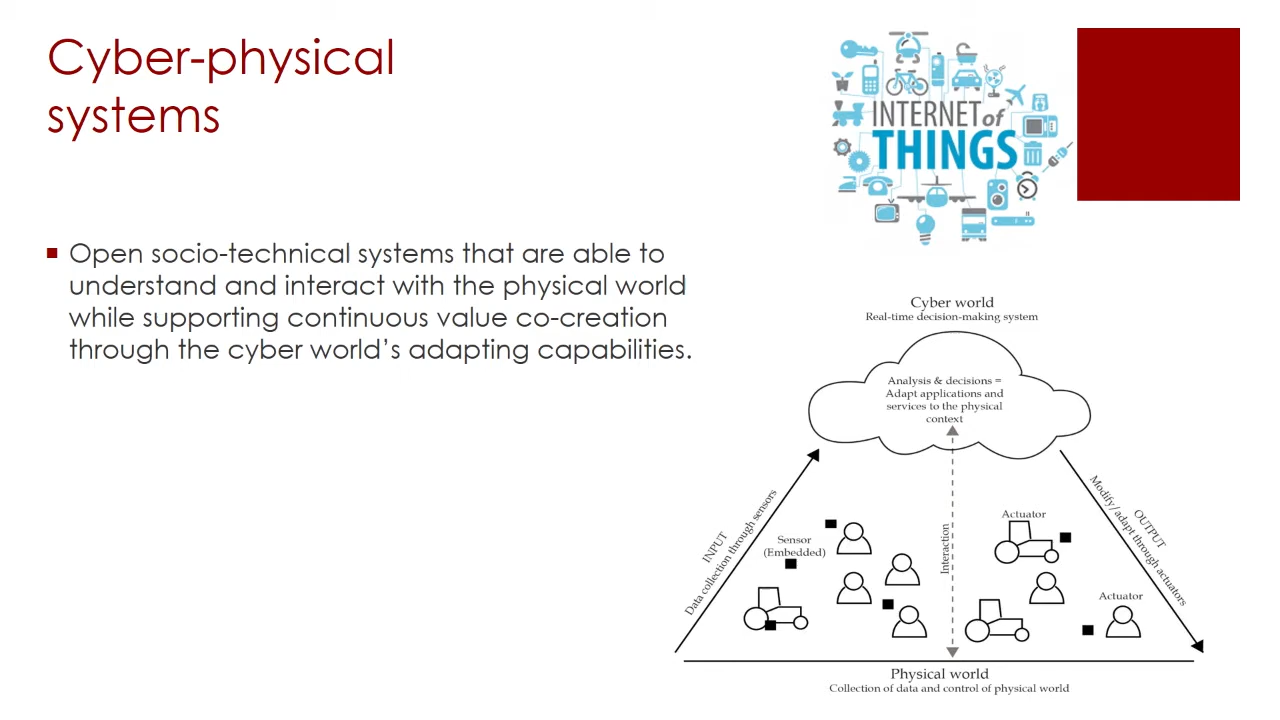 Cyber-physical
systems
INTERNET of
THINGS
Open socio-technical systems that are able to
understand and interact with the physical world
while supporting continuous value co-creation
through the cyber world's adapting capabilities.
Cyber world
Real-time decision-making system
Analysis & decisions =
Adapt applications and
services to the physical
context
INPUT
Data collection through sensors
Sensor
(Embedded)
Interaction
Actuator
Actuator
OUTPUT
Modify/adapt through actuators
Physical world
Collection of data and control of physical world